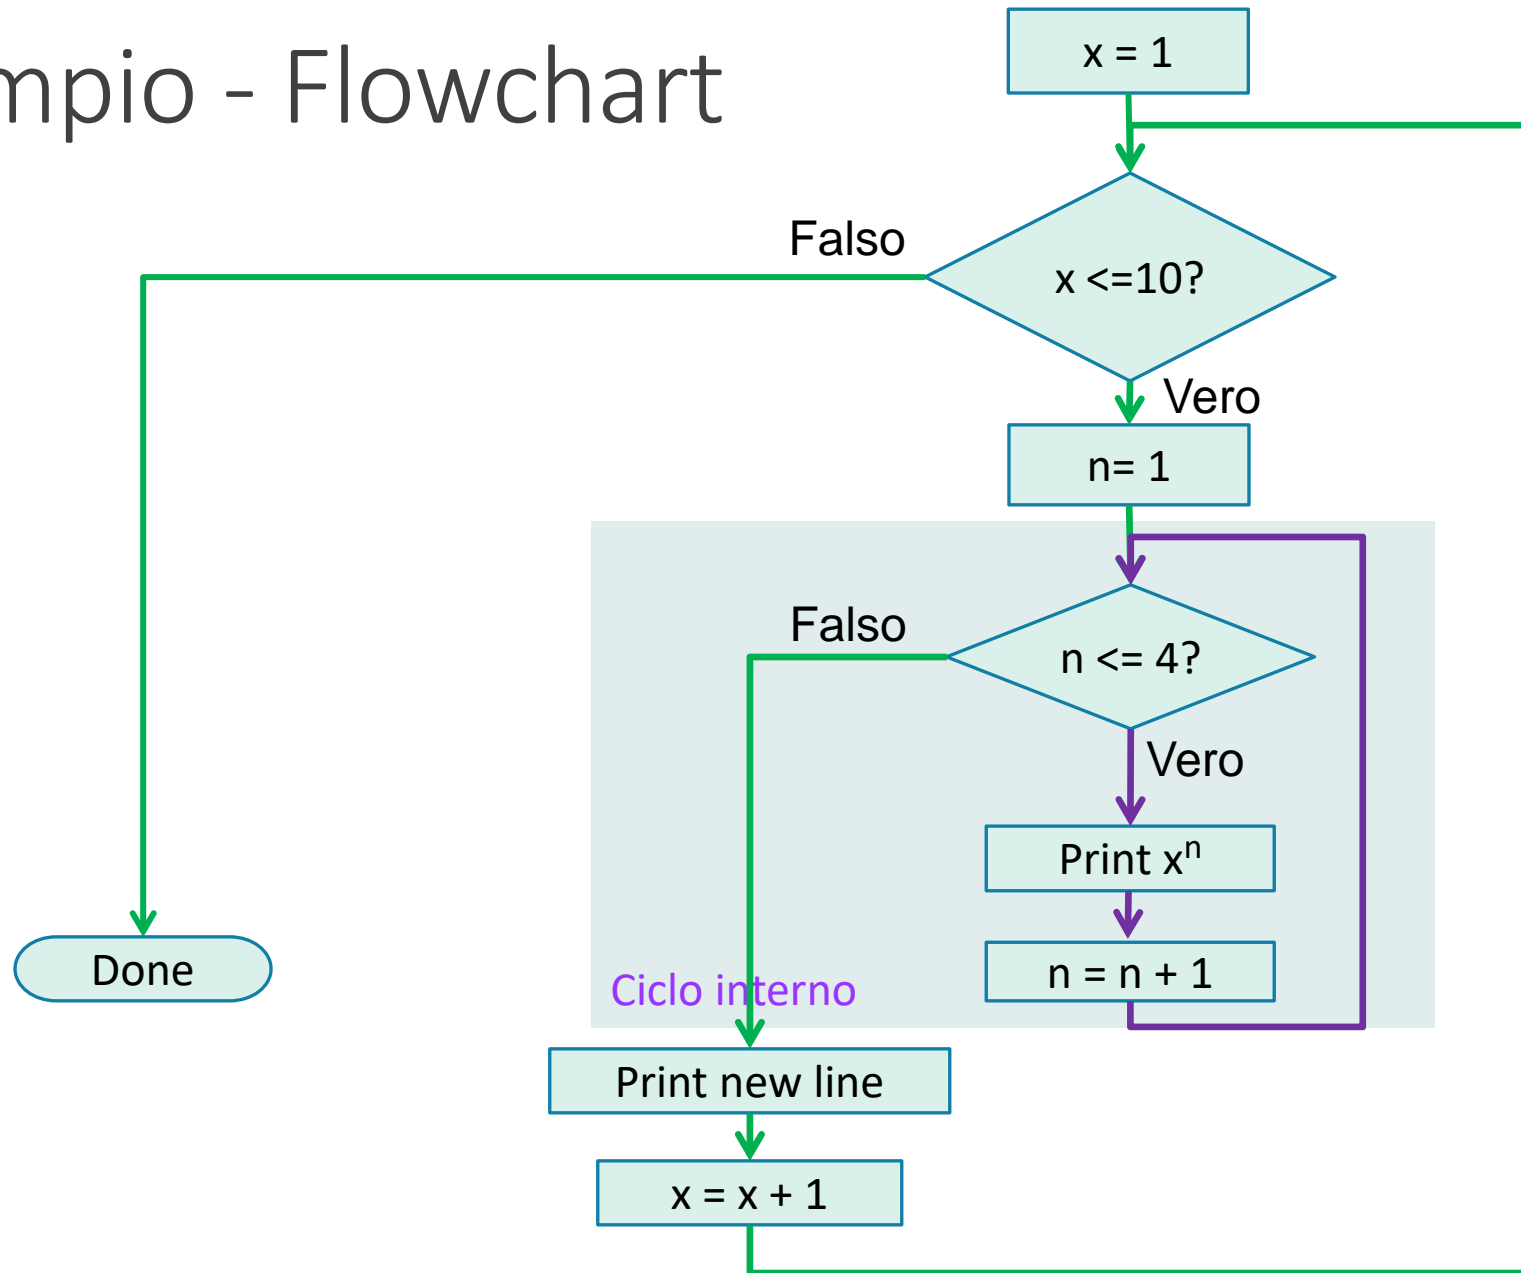 mpio - Flowchart
x = 1
Falso
x <=10?
Vero
n= 1
Falso
n <= 4?
Vero
Print xⁿ
n = n + 1
Done
Ciclo interno
Print new line
x = x + 1